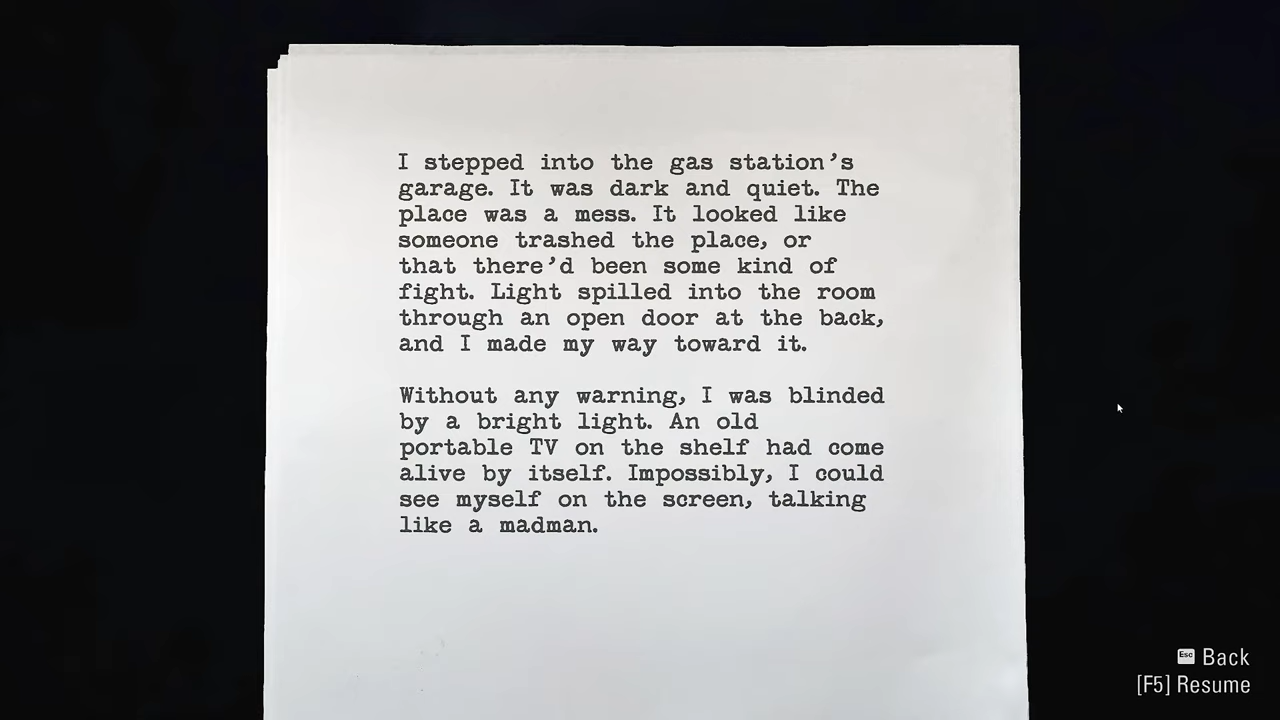 I stepped into the gas station's
garage. It was dark and quiet. The
place was a mess. It looked like
someone trashed the place, or
that there'd been some kind of
fight. Light spilled into the room
through an open door at the back,
and I made my way toward it.
Without any warning, I was blinded
by a bright light. An old
portable TV on the shelf had come
alive by itself. Impossibly, I could
see myself on the screen, talking
like a madman.
Esc Back
[F5] Resume